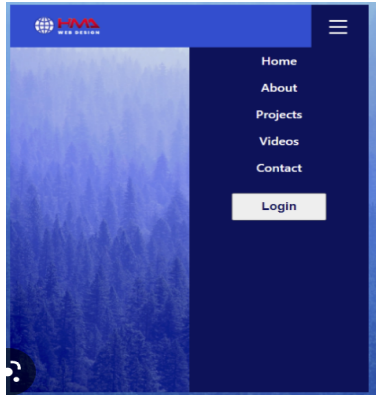 HMA
WEB DESIGN
Home
About
Projects
Videos
Contact
Login